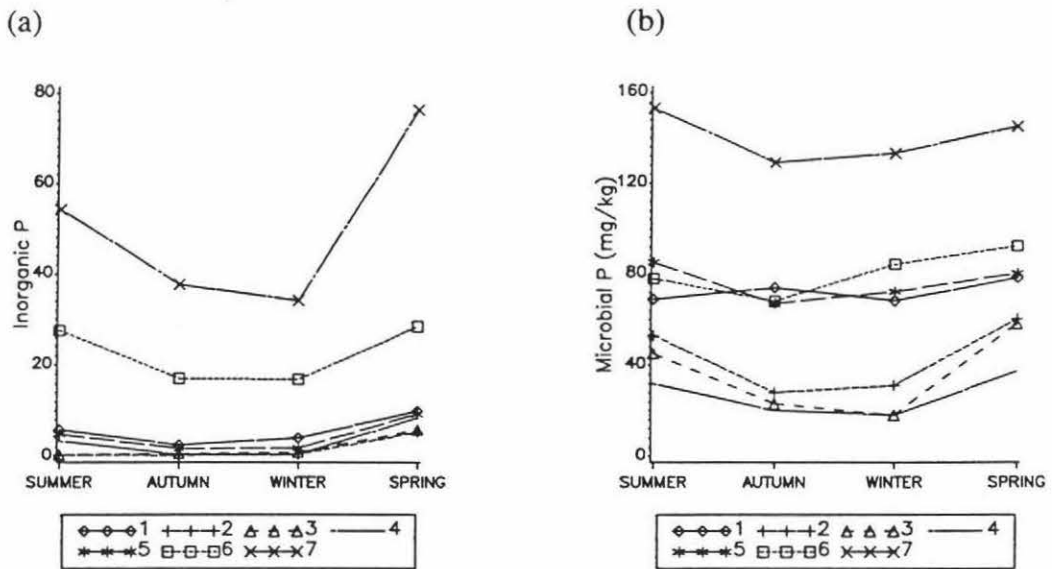 (a)
80
60
40
20
0
Inorganic P
SUMMER AUTUMN WINTER SPRING
1 2 3 4
5 6 7
(b)
160
120
80
40
0
Microbial P (mg/kg)
SUMMER AUTUMN WINTER SPRING
1 2 3 4
5 6 7